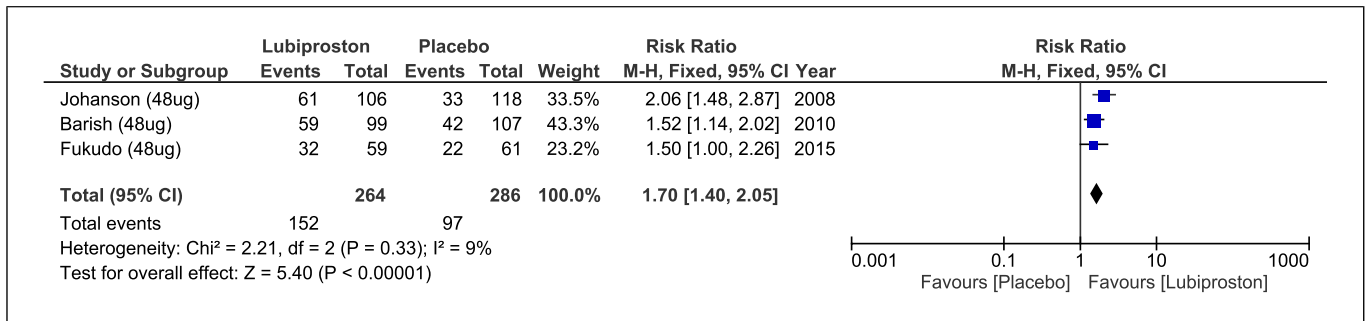 Lubiproston Placebo Risk Ratio Risk Ratio
Study or Subgroup Events Total Events Total Weight M-H, Fixed, 95% CI Year M-H, Fixed, 95% CI
Johanson (48ug) 61 106 33 118 33.5% 2.06 [1.48, 2.87] 2008
Barish (48ug) 59 99 42 107 43.3% 1.52 [1.14, 2.02] 2010
Fukudo (48ug) 32 59 22 61 23.2% 1.50 [1.00, 2.26] 2015
Total (95% CI) 264 286 100.0% 1.70 [1.40, 2.05]
Total events 152 97
Heterogeneity: Chi² = 2.21, df = 2 (P = 0.33); I² = 9%
Test for overall effect: Z = 5.40 (P < 0.00001)
0.001 0.1 1 10 1000
Favours [Placebo] Favours [Lubiproston]